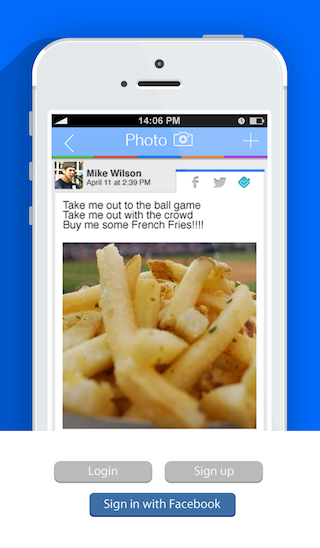 14:06 PM
Photo
Mike Wilson
April 11 at 2:39 PM
Take me out to the ball game
Take me out with the crowd
Buy me some French Fries!!!!
Login
Sign up
Sign in with Facebook